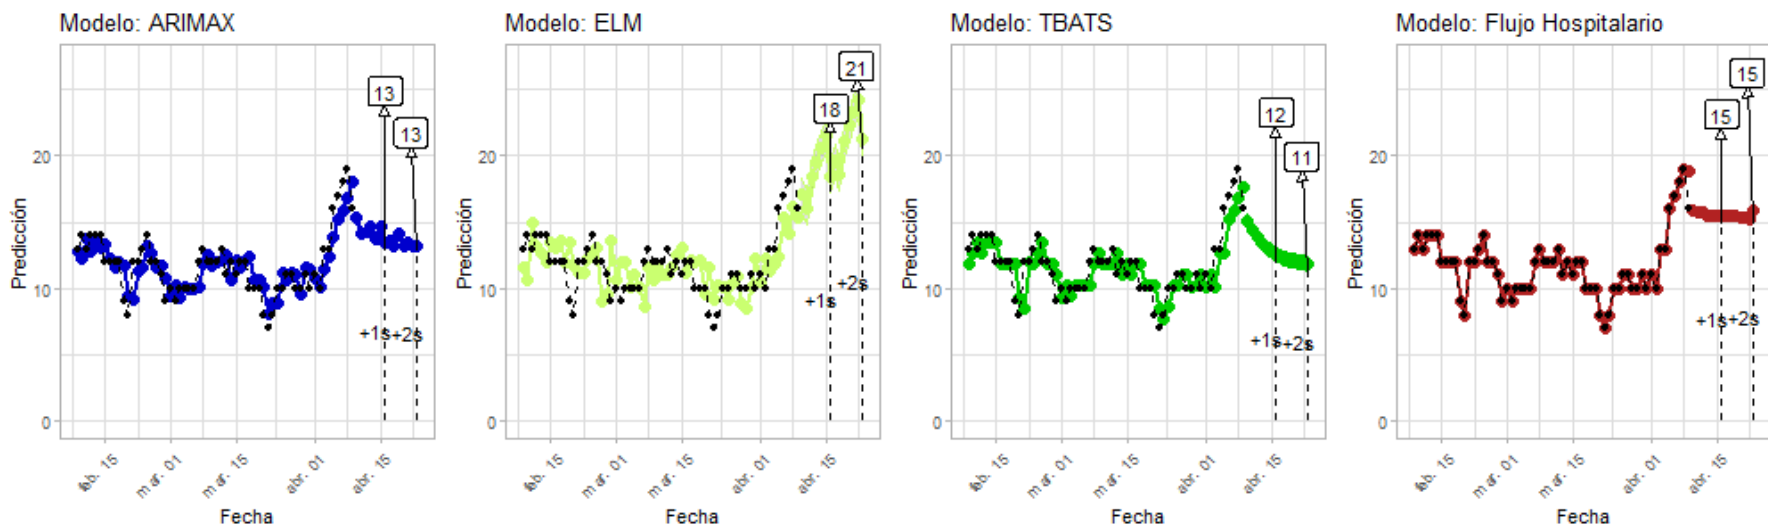 Modelo: ARIMAX
Predicción
20
10
0
13
13
+1s
+2s
feb. 15
mar. 01
mar. 15
abr. 01
abr. 15
Fecha
Modelo: ELM
Predicción
20
10
0
18
21
+1s
+2s
feb. 15
mar. 01
mar. 15
abr. 01
abr. 15
Fecha
Modelo: TBATS
Predicción
20
10
0
12
11
+1s
+2s
feb. 15
mar. 01
mar. 15
abr. 01
abr. 15
Fecha
Modelo: Flujo Hospitalario
Predicción
20
10
0
15
15
+1s
+2s
feb. 15
mar. 01
mar. 15
abr. 01
abr. 15
Fecha